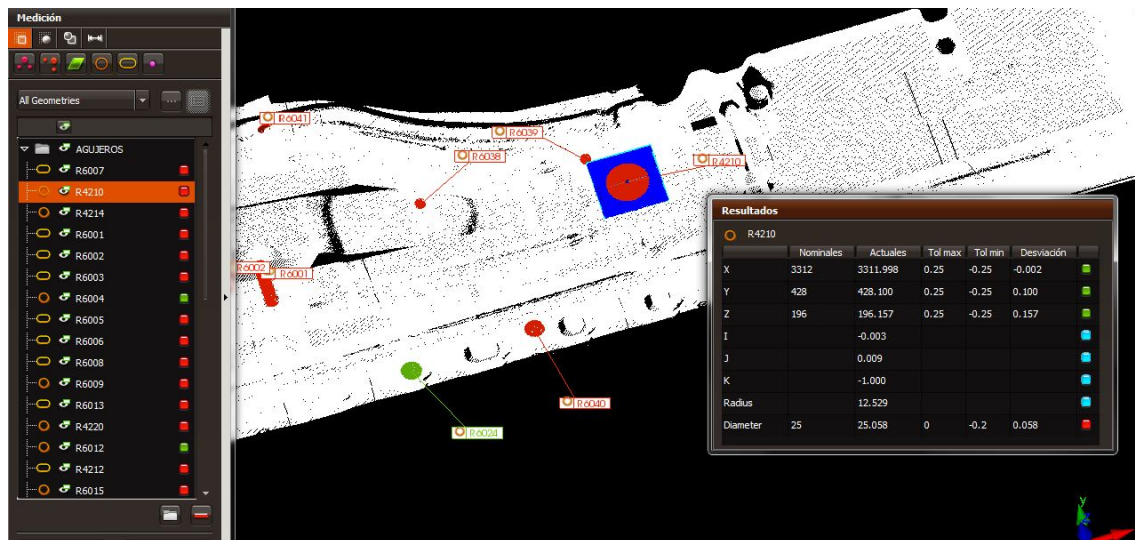 Medición
All Geometries
...
AGUJEROS
R6007
R4210
R4214
R6001
R6002
R6003
R6004
R6005
R6006
R6008
R6009
R6013
R4220
R6012
R4212
R6015
R6041
R6039
R6038
R4210
R6002
R6001
R6040
R6024
Resultados
R4210
Nominales Actuales Tol max Tol min Desviación
X 3312 3311.998 0.25 -0.25 -0.002
Y 428 428.100 0.25 -0.25 0.100
Z 196 196.157 0.25 -0.25 0.157
I -0.003
J 0.009
K -1.000
Radius 12.529
Diameter 25 25.058 0 -0.2 0.058
y